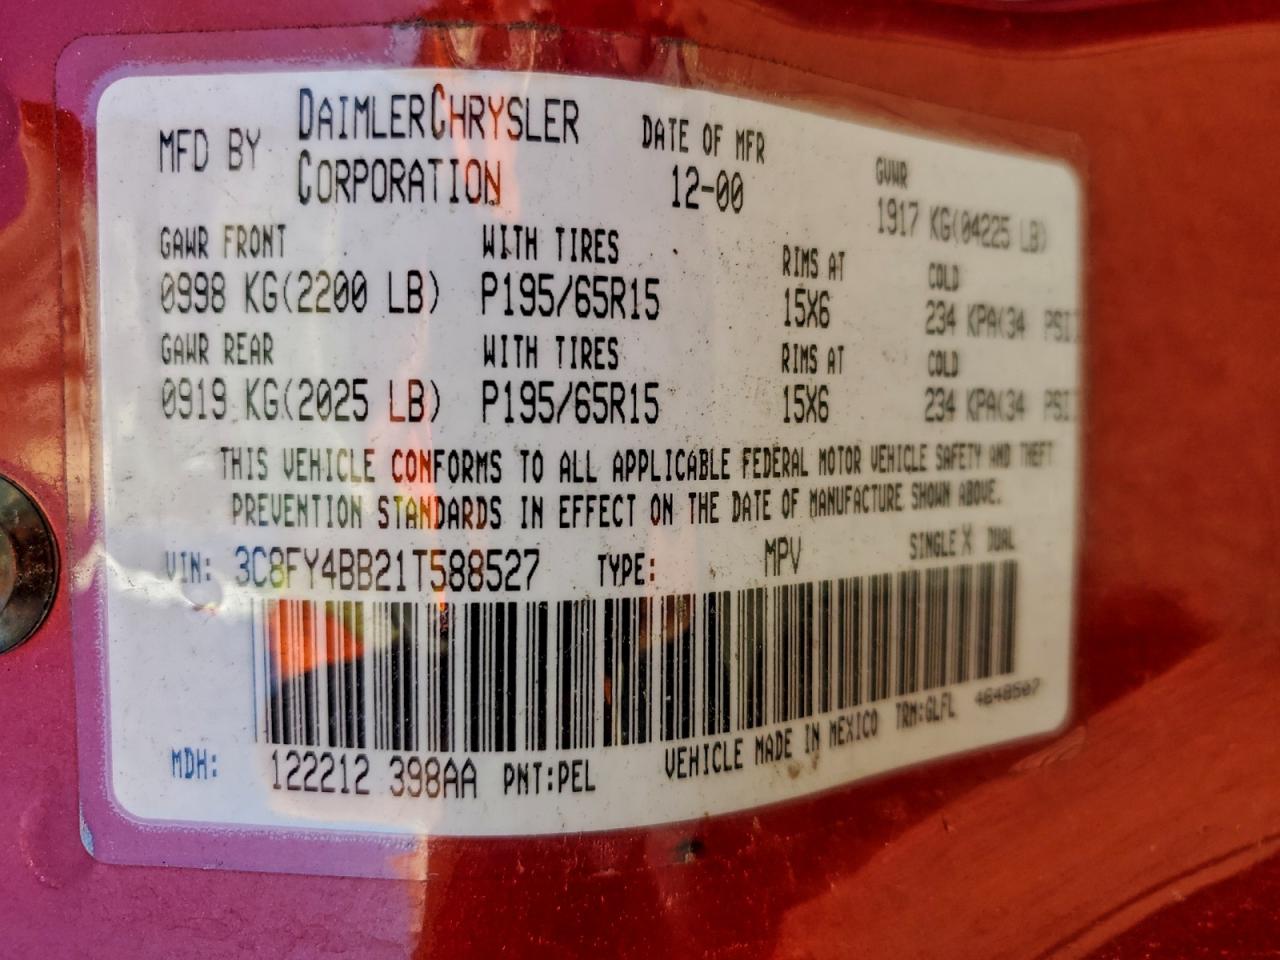 MFD BY DAIMLERCHRYSLER CORPORATION
DATE OF MFR 12-00
GVWR 1917 KG(04225 LB)
GAWR FRONT WITH TIRES RIMS AT COLD
0998 KG(2200 LB) P195/65R15 15X6 234 KPA(34 PSI)
GAWR REAR WITH TIRES RIMS AT COLD
0919 KG(2025 LB) P195/65R15 15X6 234 KPA(34 PSI)
THIS VEHICLE CONFORMS TO ALL APPLICABLE FEDERAL MOTOR VEHICLE SAFETY AND THEFT
PREVENTION STANDARDS IN EFFECT ON THE DATE OF MANUFACTURE SHOWN ABOVE.
VIN: 3C8FY4BB21T588527 TYPE: MPV SINGLE X DUAL
MDH: 122212 398AA PNT:PEL VEHICLE MADE IN MEXICO TRM:GLFL